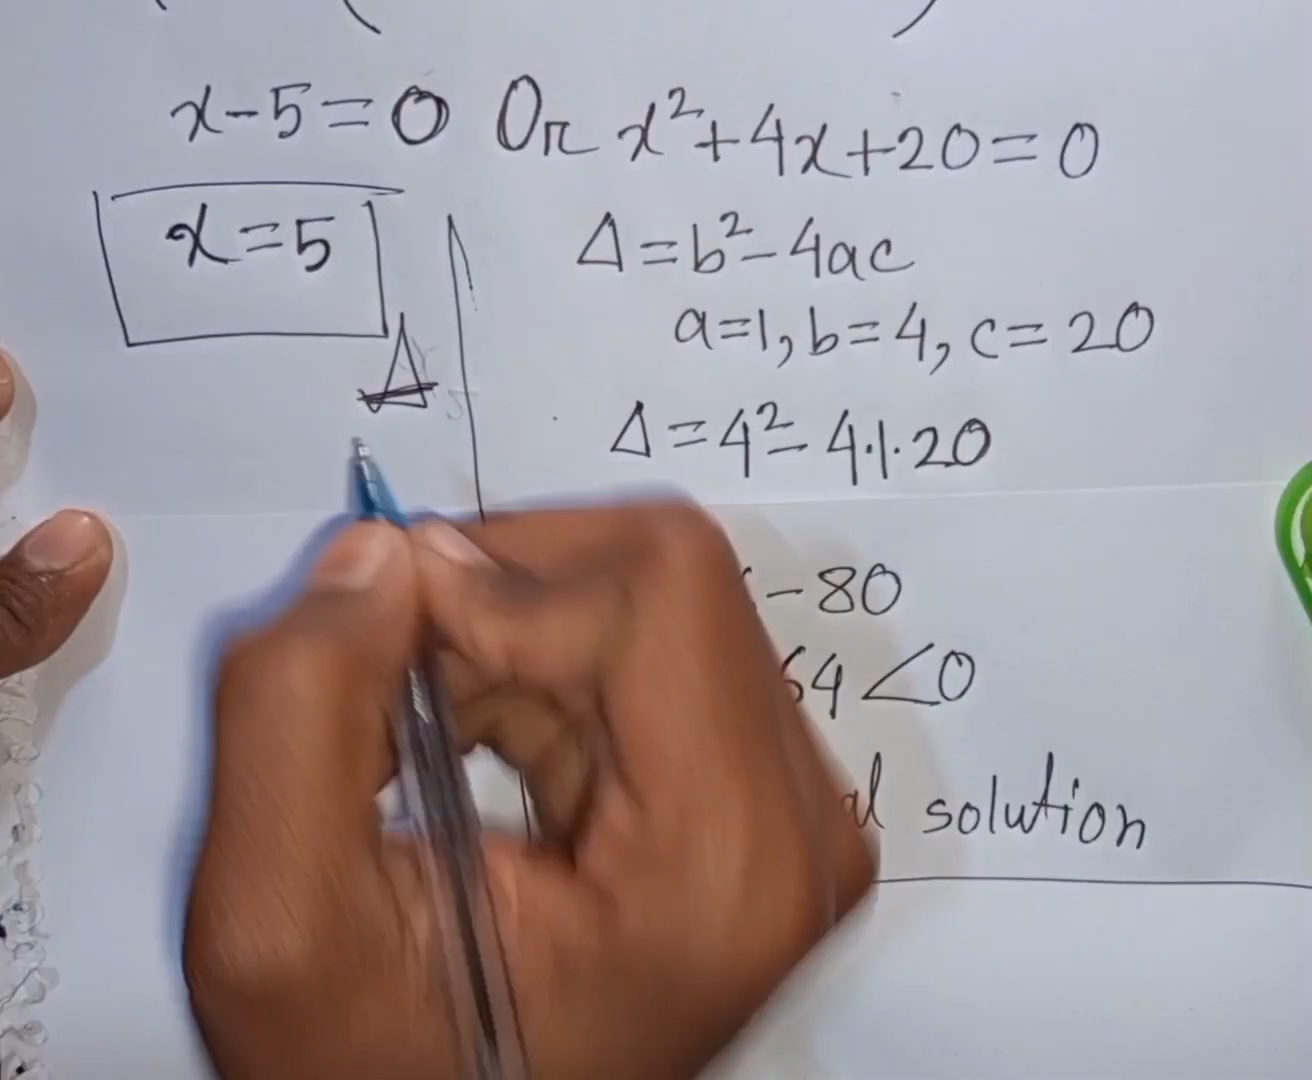 x-5=0 Or x²+4x+20=0
x=5
Δ=b²-4ac
a=1, b=4, c=20
Δ=4²-4·1·20
-80
64<0
solution